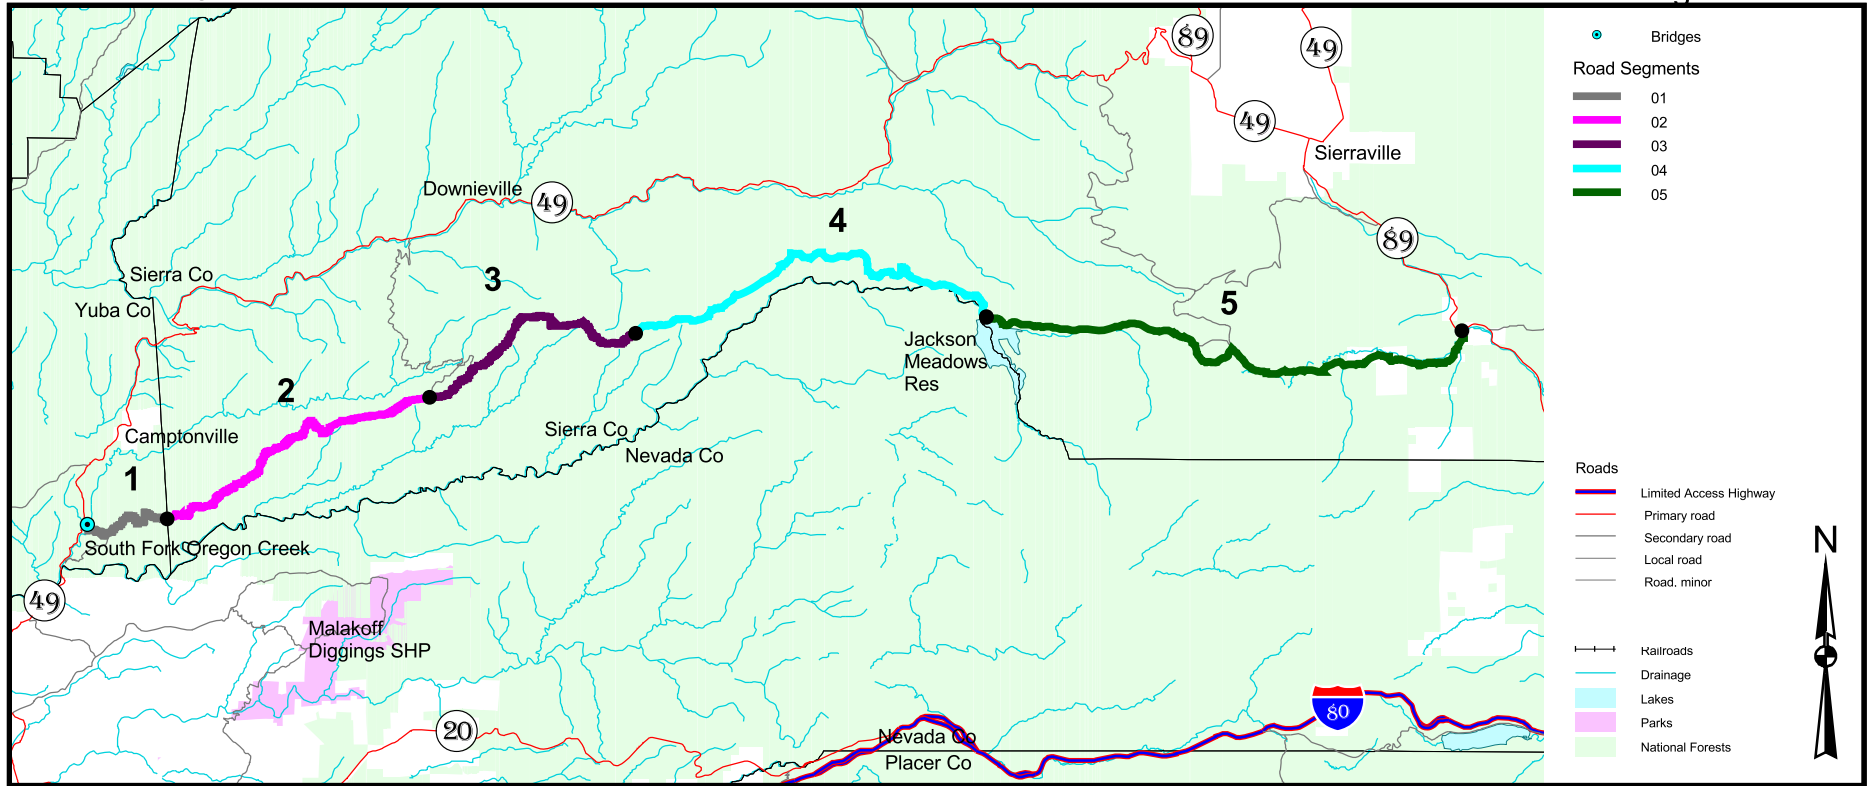 89
49
49
Sierraville
Downieville
49
4
89
Sierra Co
3
Yuba Co
5
Jackson
Meadows
Res
2
Camptonville
Sierra Co
Nevada Co
1
South Fork Oregon Creek
49
Malakoff
Diggings SHP
20
80
Nevada Co
Placer Co
Bridges
Road Segments
01
02
03
04
05
Roads
Limited Access Highway
Primary road
Secondary road
Local road
Road, minor
N
Railroads
Drainage
Lakes
Parks
National Forests